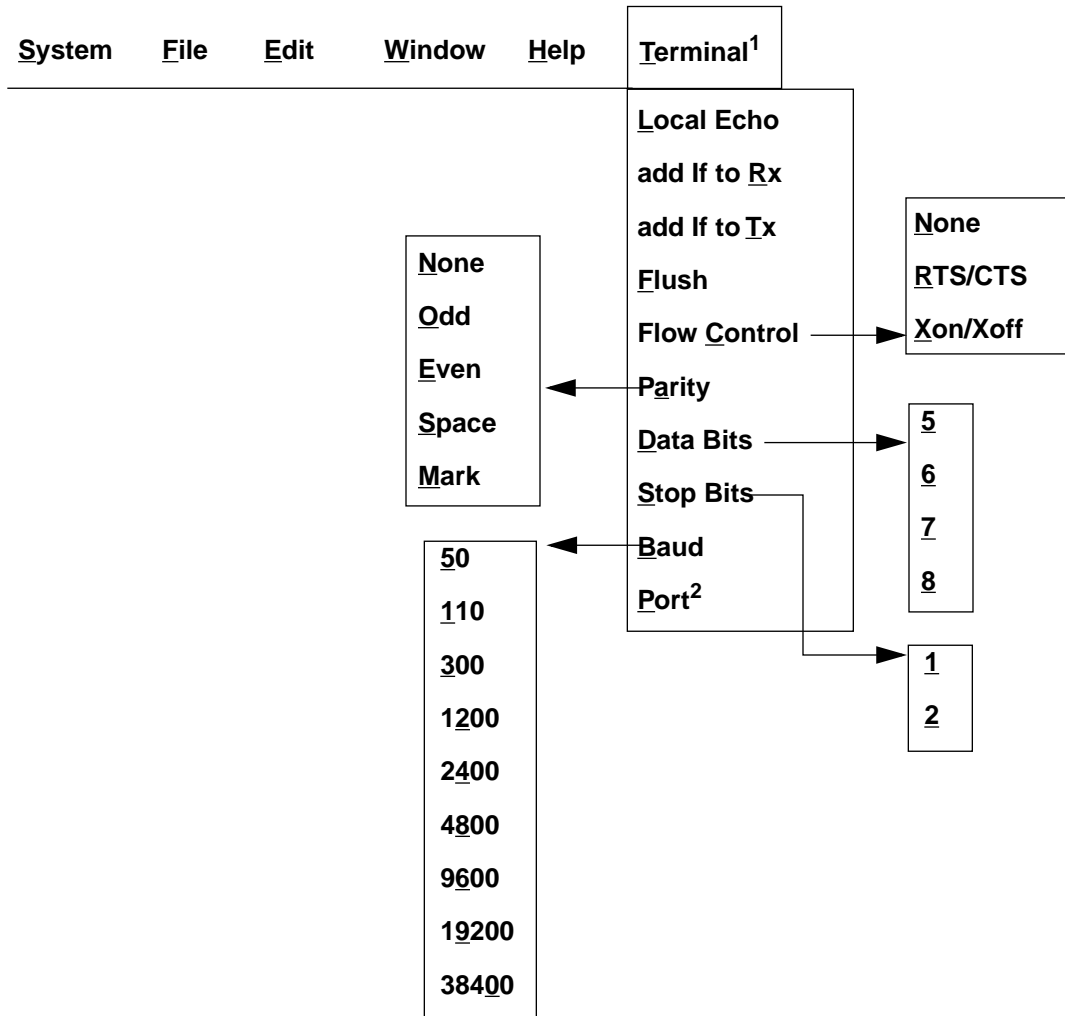 System File Edit Window Help Terminal1
Local Echo
add lf to Rx
add lf to Tx
Flush
Flow Control
Parity
Data Bits
Stop Bits
Baud
Port2
None
RTS/CTS
Xon/Xoff
None
Odd
Even
Space
Mark
5
6
7
8
1
2
50
110
300
1200
2400
4800
9600
19200
38400